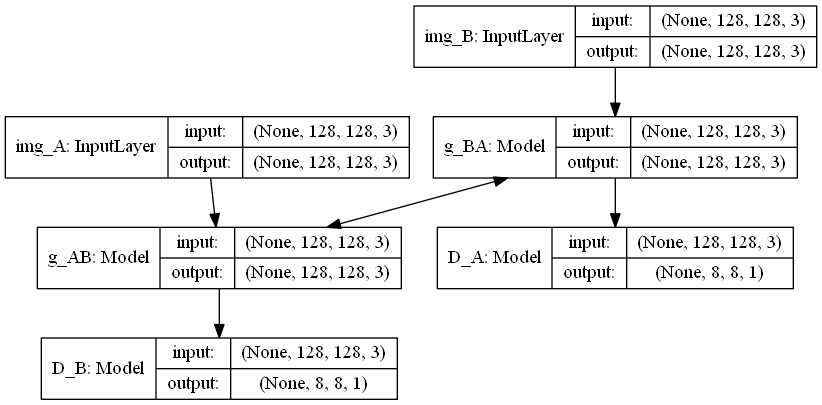 img_B: InputLayer
input: (None, 128, 128, 3)
output: (None, 128, 128, 3)
img_A: InputLayer
input: (None, 128, 128, 3)
output: (None, 128, 128, 3)
g_BA: Model
input: (None, 128, 128, 3)
output: (None, 128, 128, 3)
g_AB: Model
input: (None, 128, 128, 3)
output: (None, 128, 128, 3)
D_A: Model
input: (None, 128, 128, 3)
output: (None, 8, 8, 1)
D_B: Model
input: (None, 128, 128, 3)
output: (None, 8, 8, 1)